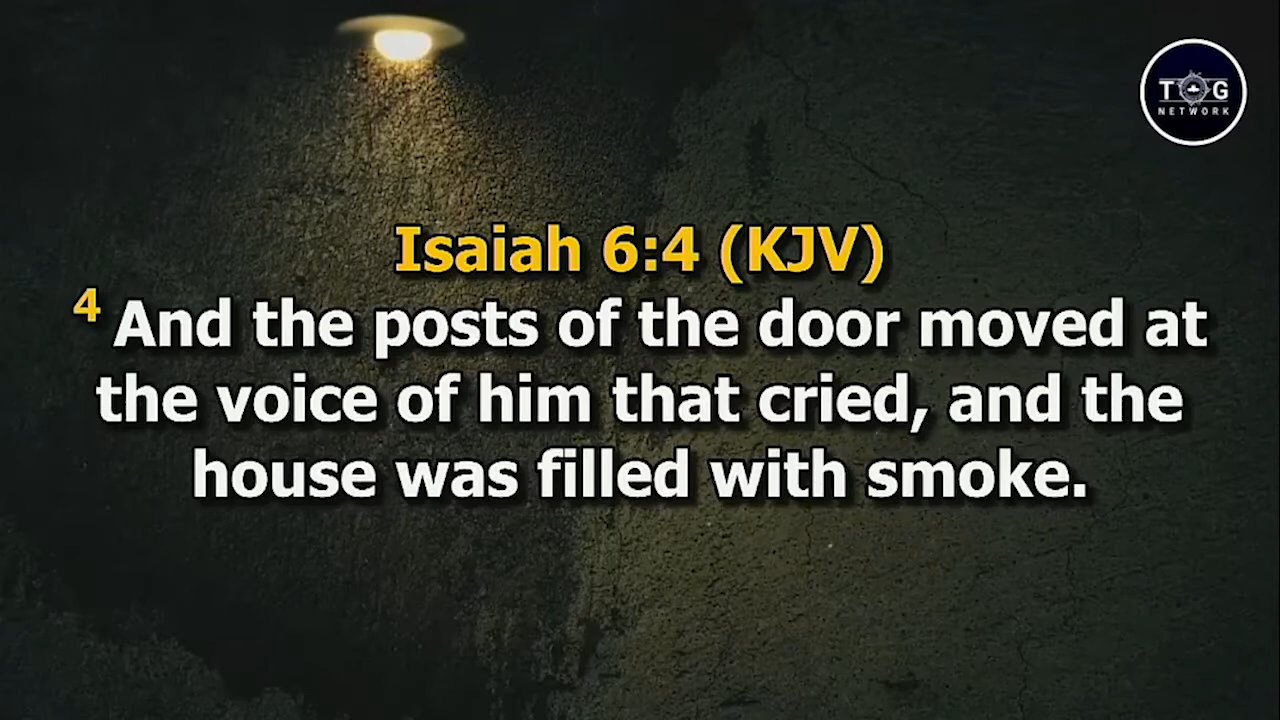 T G
NETWORK
Isaiah 6:4 (KJV)
4 And the posts of the door moved at
the voice of him that cried, and the
house was filled with smoke.